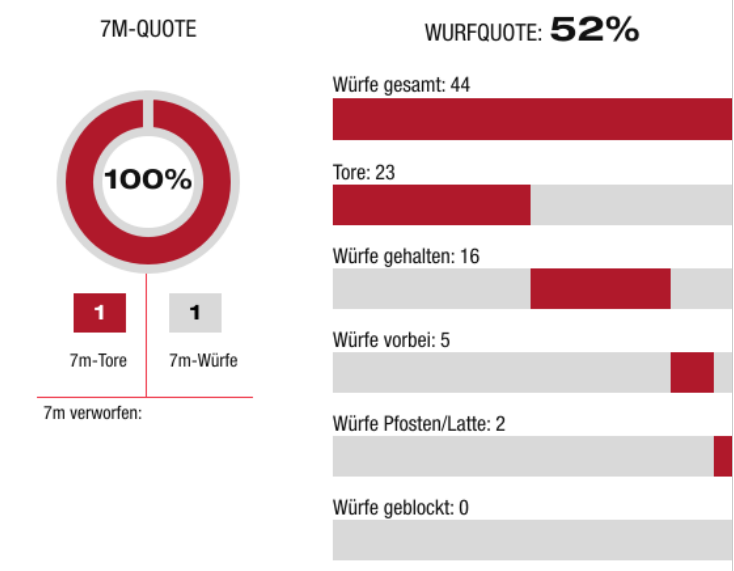 7M-QUOTE
100%
1
1
7m-Tore
7m-Würfe
7m verworfen:
WURFQUOTE: 52%
Würfe gesamt: 44
Tore: 23
Würfe gehalten: 16
Würfe vorbei: 5
Würfe Pfosten/Latte: 2
Würfe geblockt: 0